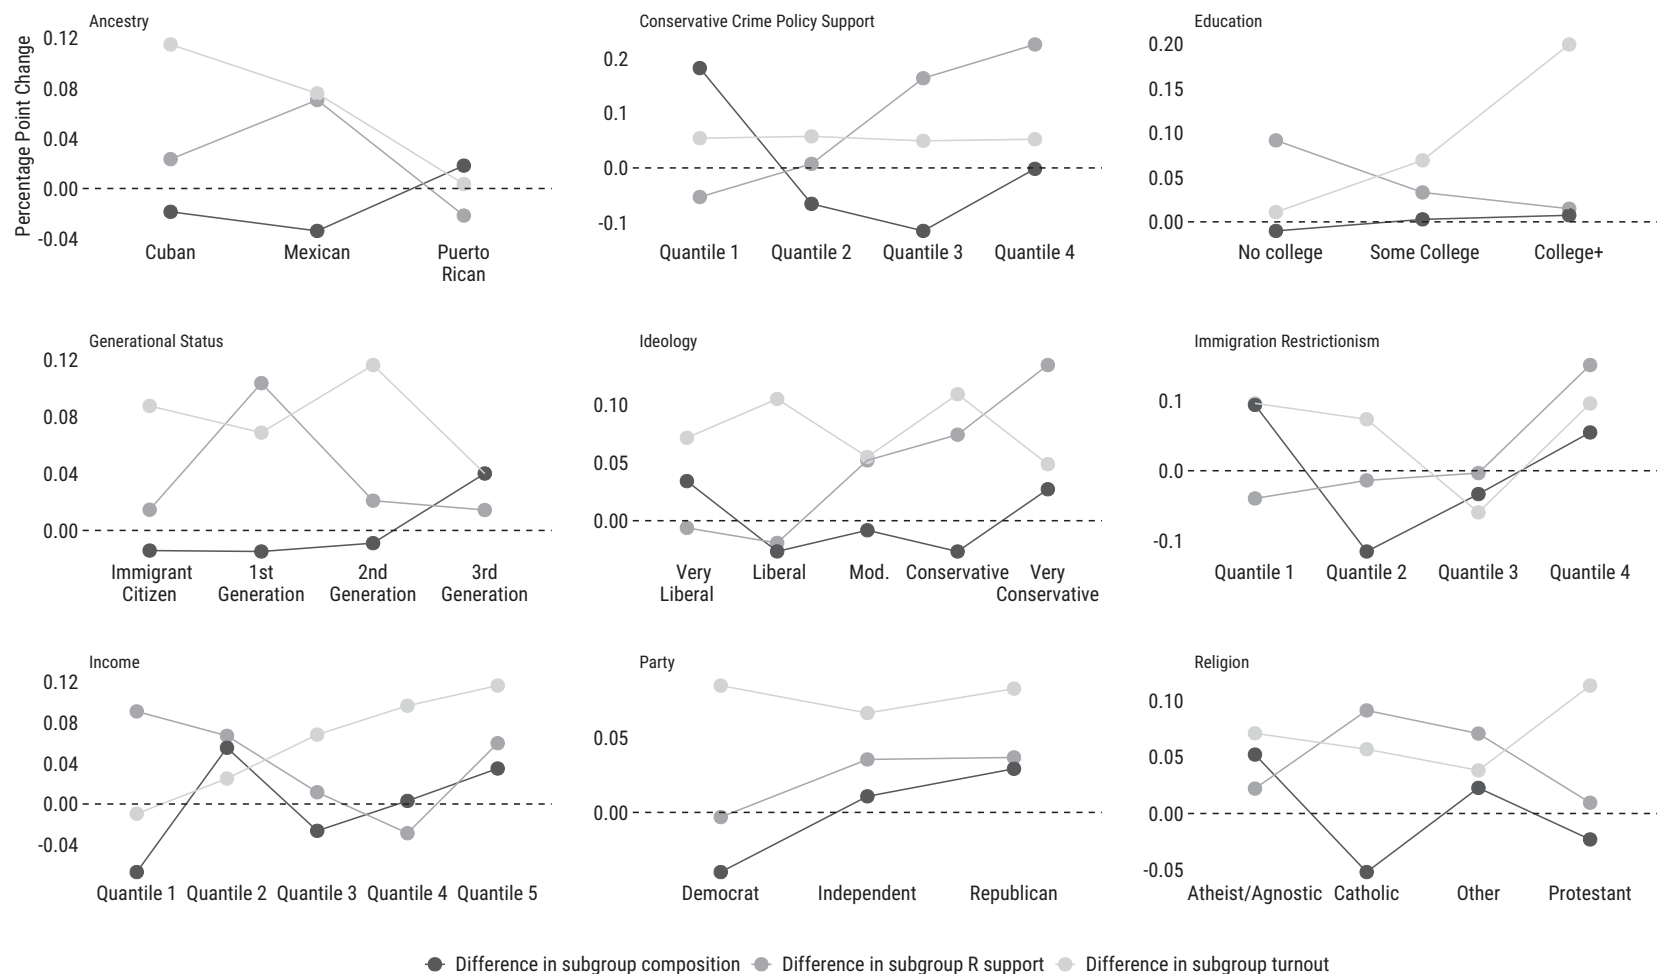 Ancestry
Percentage Point Change
0.12
0.08
0.04
0.00
-0.04
Cuban Mexican Puerto
Rican
Conservative Crime Policy Support
0.2
0.1
0.0
-0.1
Quantile 1 Quantile 2 Quantile 3 Quantile 4
Education
0.20
0.15
0.10
0.05
0.00
No college Some College College+
Generational Status
0.12
0.08
0.04
0.00
Immigrant 1st 2nd 3rd
Citizen Generation Generation Generation
Ideology
0.10
0.05
0.00
Very Liberal Mod. Conservative Very
Liberal Conservative
Immigration Restrictionism
0.1
0.0
-0.1
Quantile 1 Quantile 2 Quantile 3 Quantile 4
Income
0.12
0.08
0.04
0.00
-0.04
Quantile 1 Quantile 2 Quantile 3 Quantile 4 Quantile 5
Party
0.05
0.00
Democrat Independent Republican
Religion
0.10
0.05
0.00
-0.05
Atheist/Agnostic Catholic Other Protestant
Difference in subgroup composition Difference in subgroup R support Difference in subgroup turnout